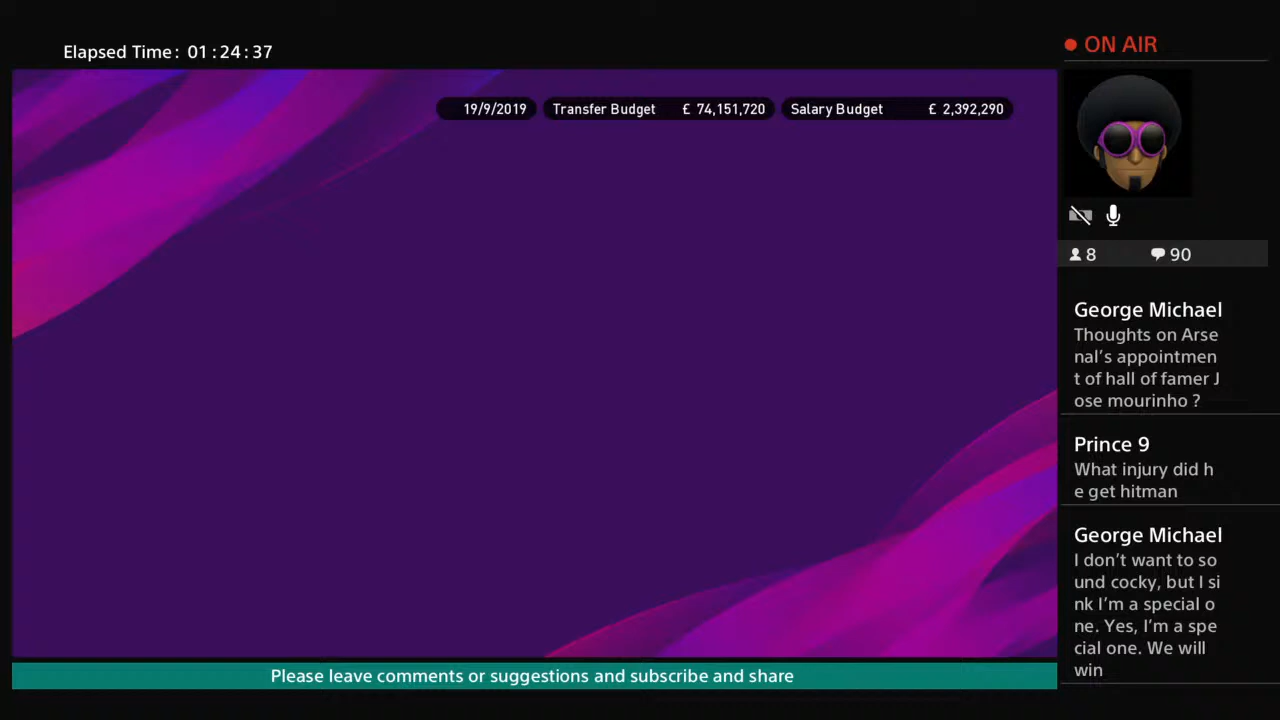 Elapsed Time: 01:24:37
ON AIR
19/9/2019 Transfer Budget £ 74,151,720 Salary Budget £ 2,392,290
8 90
George Michael
Thoughts on Arse
nal's appointmen
t of hall of famer J
ose mourinho ?
Prince 9
What injury did h
e get hitman
George Michael
I don't want to so
und cocky, but I si
nk I'm a special o
ne. Yes, I'm a spe
cial one. We will
win
Please leave comments or suggestions and subscribe and share